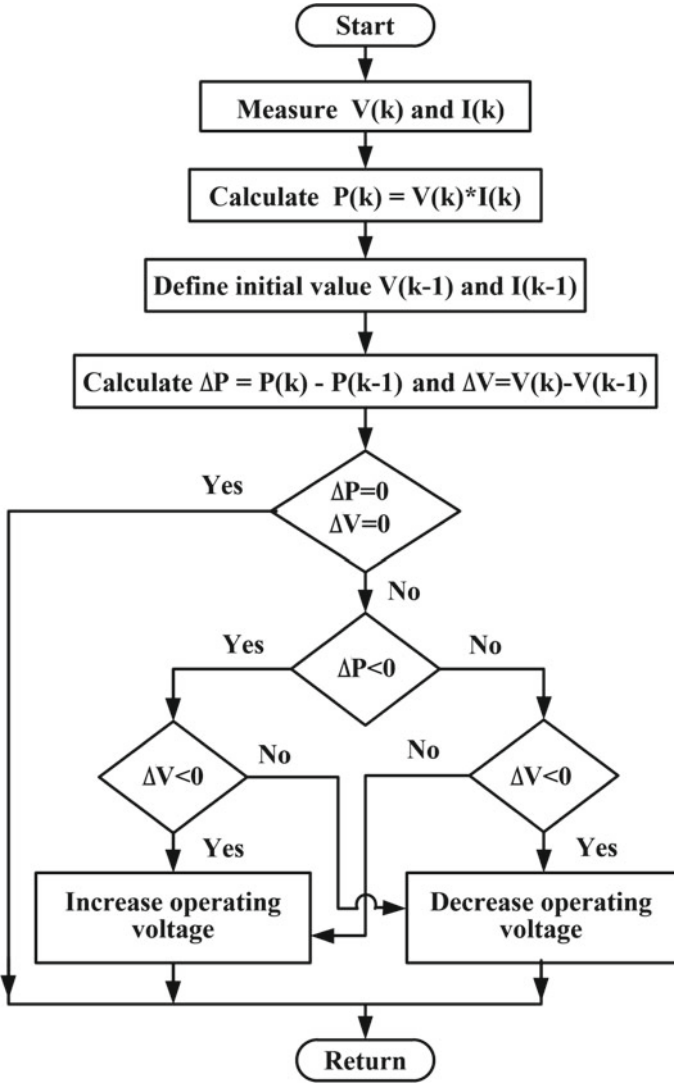 Start
Measure V(k) and I(k)
Calculate P(k) = V(k)*I(k)
Define initial value V(k-1) and I(k-1)
Calculate ΔP = P(k) - P(k-1) and ΔV=V(k)-V(k-1)
Yes
ΔP=0
ΔV=0
No
Yes
ΔP<0
No
ΔV<0
No
No
ΔV<0
Yes
Yes
Increase operating
voltage
Decrease operating
voltage
Return